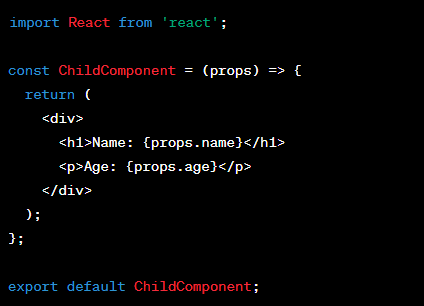 import React from 'react';
const ChildComponent = (props) => {
  return (
    <div>
      <h1>Name: {props.name}</h1>
      <p>Age: {props.age}</p>
    </div>
  );
};
export default ChildComponent;